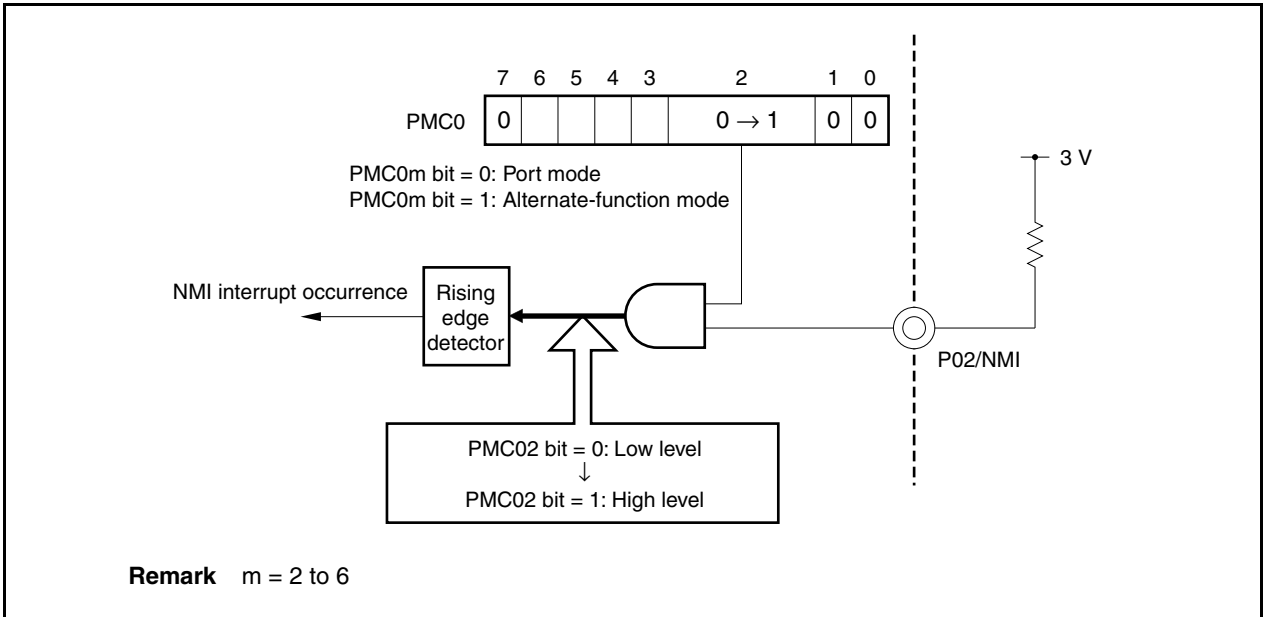 7 6 5 4 3 2 1 0
PMC0 0 0 → 1 0 0
3 V
PMC0m bit = 0: Port mode
PMC0m bit = 1: Alternate-function mode
NMI interrupt occurrence
Rising
edge
detector
P02/NMI
PMC02 bit = 0: Low level
↓
PMC02 bit = 1: High level
Remark m = 2 to 6